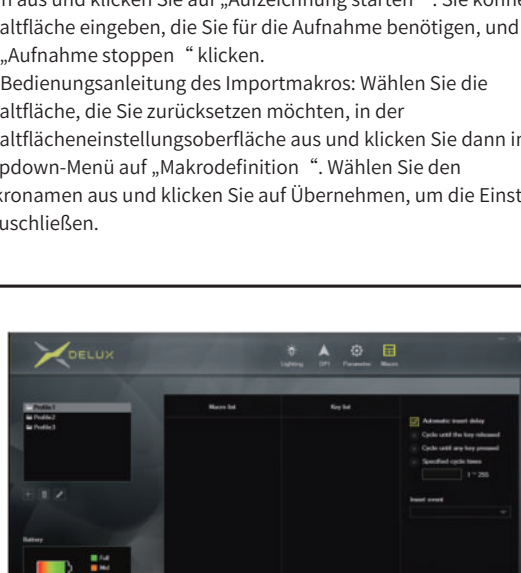 aus und klicken Sie auf „Aufzeichnung starten“. Sie könne
altfläche eingeben, die Sie für die Aufnahme benötigen, und
„Aufnahme stoppen“ klicken.
Bedienungsanleitung des Importmakros: Wählen Sie die
altfläche, die Sie zurücksetzen möchten, in der
altflächeneinstellungsoberfläche aus und klicken Sie dann in
pdown-Menü auf „Makrodefinition“. Wählen Sie den
kronamen aus und klicken Sie auf Übernehmen, um die Einst
uschließen.
DELUX
Lighting DPI Parameter Macro
Profile1
Profile2
Profile3
Macro list
Key list
Automatic insert delay
Cycle until the key released
Cycle until any key pressed
Specified cycle times
1 ~ 255
Insert event
Battery
Full
Mid